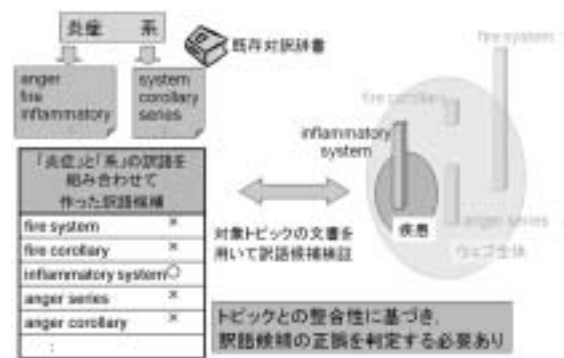 炎症 系
既存対訳辞書
anger
fire
inflammatory
:
system
corollary
series
:
「炎症」と「系」の訳語を
組み合わせて
作った訳語候補
fire system ×
fire corollary ×
inflammatory system ○
anger series ×
anger corollary ×
:
対象トピックの文書を
用いて訳語候補検証
fire system
fire corollary
inflammatory
system
疾患
anger series
ウェブ全体
トピックとの整合性に基づき,
訳語候補の正誤を判定する必要あり